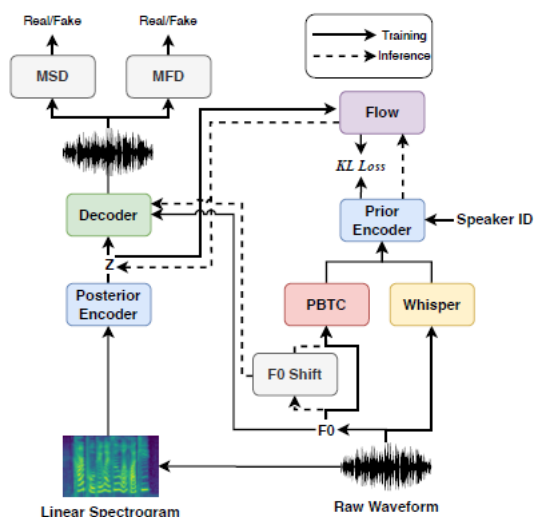 Real/Fake
Real/Fake
MSD
MFD
Training
Inference
Flow
KL Loss
Decoder
Prior
Encoder
Speaker ID
Z
Posterior
Encoder
PBTC
Whisper
F0 Shift
F0
Linear Spectrogram
Raw Waveform